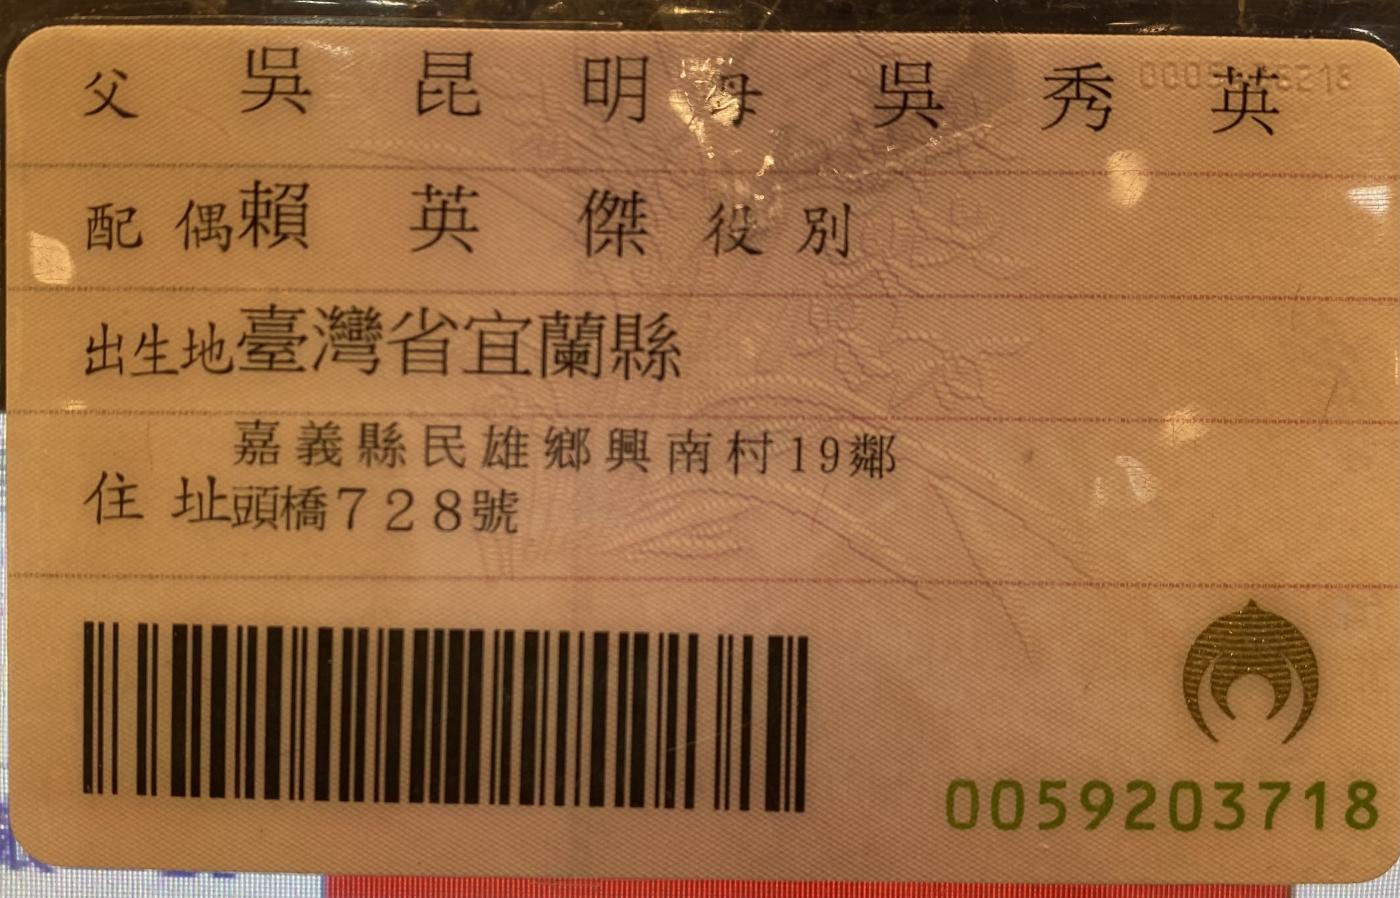 父 吳昆明 母 吳秀英
配偶 賴英傑 役別
出生地 臺灣省宜蘭縣
住址 嘉義縣民雄鄉興南村19鄰
頭橋728號
0059203718